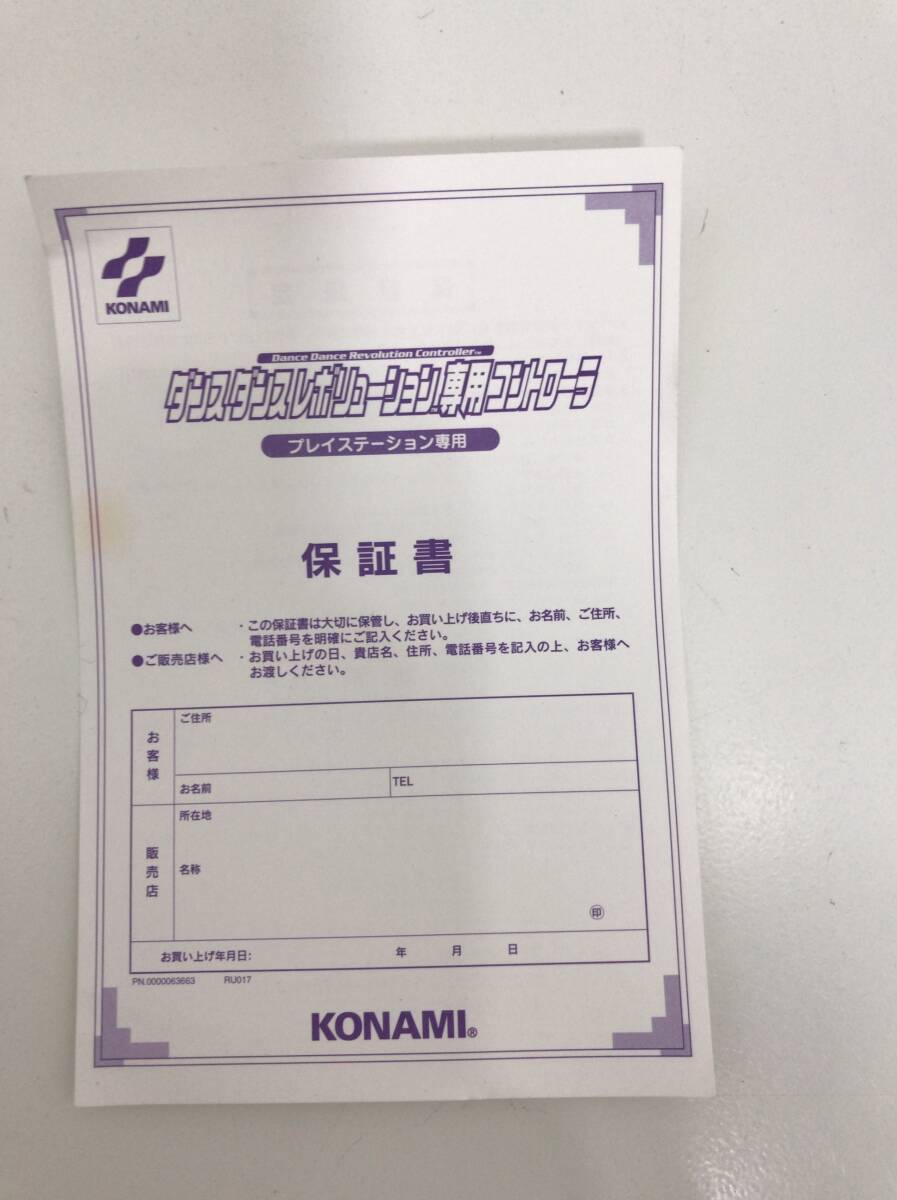 KONAMI
Dance Dance Revolution Controller™
ダンスダンスレボリューション専用コントローラ
プレイステーション専用
保証書
●お客様へ ・この保証書は大切に保管し、お買い上げ後直ちに、お名前、ご住所、
電話番号を明確にご記入ください。
●ご販売店様へ ・お買い上げの日、貴店名、住所、電話番号を記入の上、お客様へ
お渡しください。
お客様
ご住所
お名前 TEL
販売店
所在地
名称
㊞
お買い上げ年月日: 年 月 日
PN.0000063663 RU017
KONAMI®